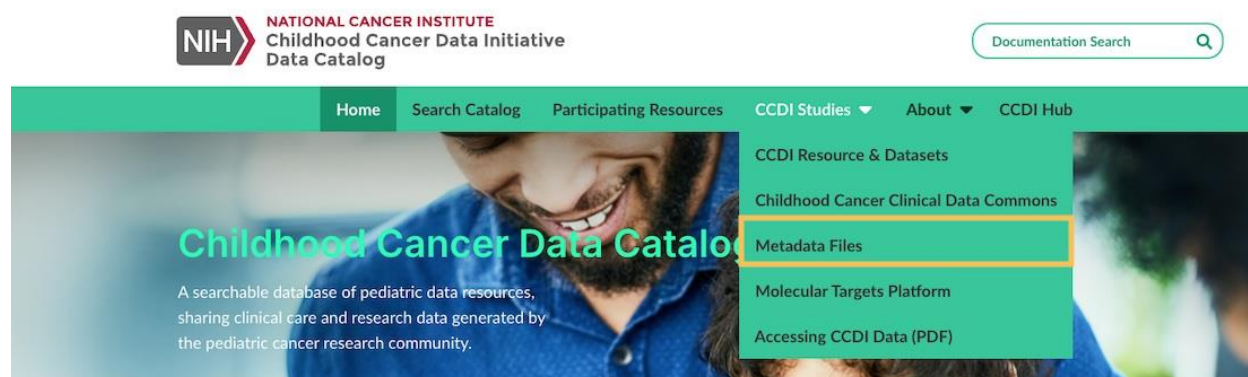 NIH
NATIONAL CANCER INSTITUTE
Childhood Cancer Data Initiative
Data Catalog
Documentation Search
Home Search Catalog Participating Resources CCDI Studies About CCDI Hub
CCDI Resource & Datasets
Childhood Cancer Clinical Data Commons
Metadata Files
Molecular Targets Platform
Accessing CCDI Data (PDF)
Childhood Cancer Data Catalo
A searchable database of pediatric data resources,
sharing clinical care and research data generated by
the pediatric cancer research community.